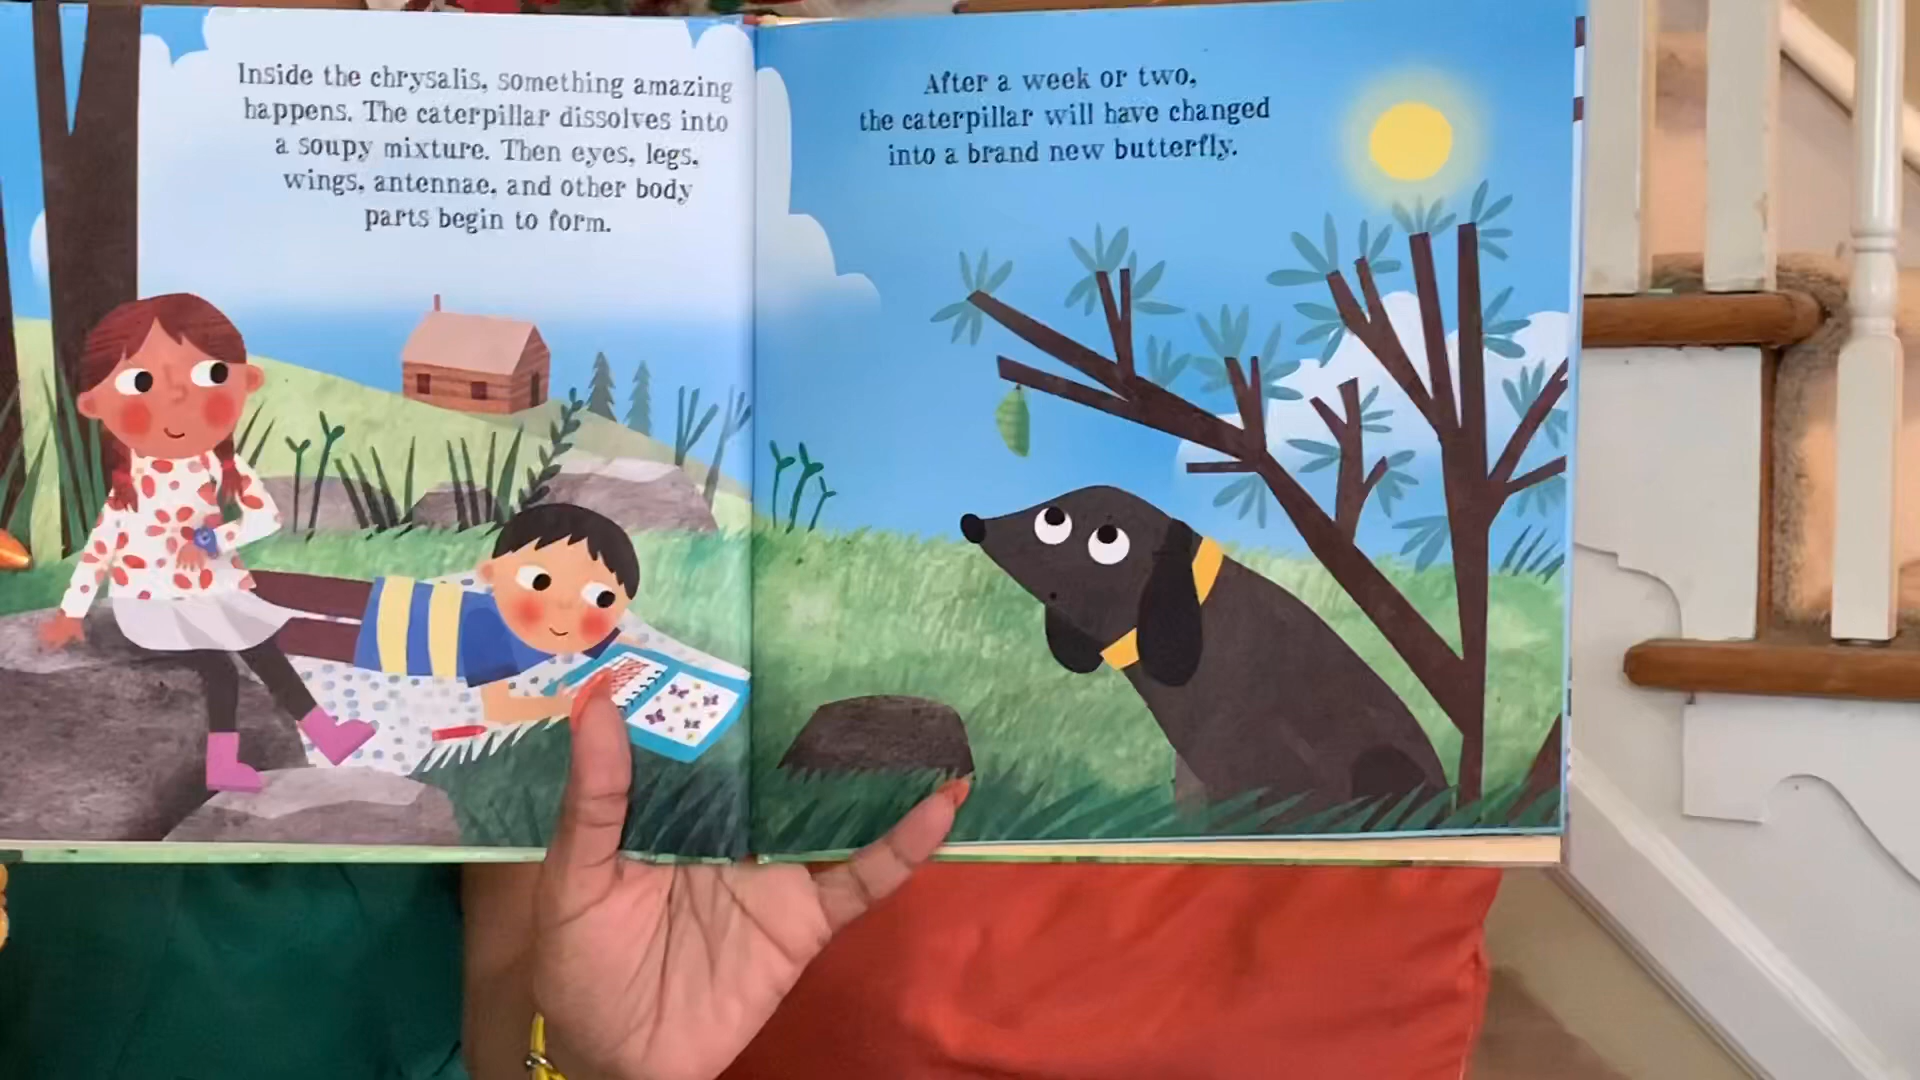 Inside the chrysalis, something amazing
happens. The caterpillar dissolves into
a soupy mixture. Then eyes, legs,
wings, antennae, and other body
parts begin to form.
After a week or two,
the caterpillar will have changed
into a brand new butterfly.